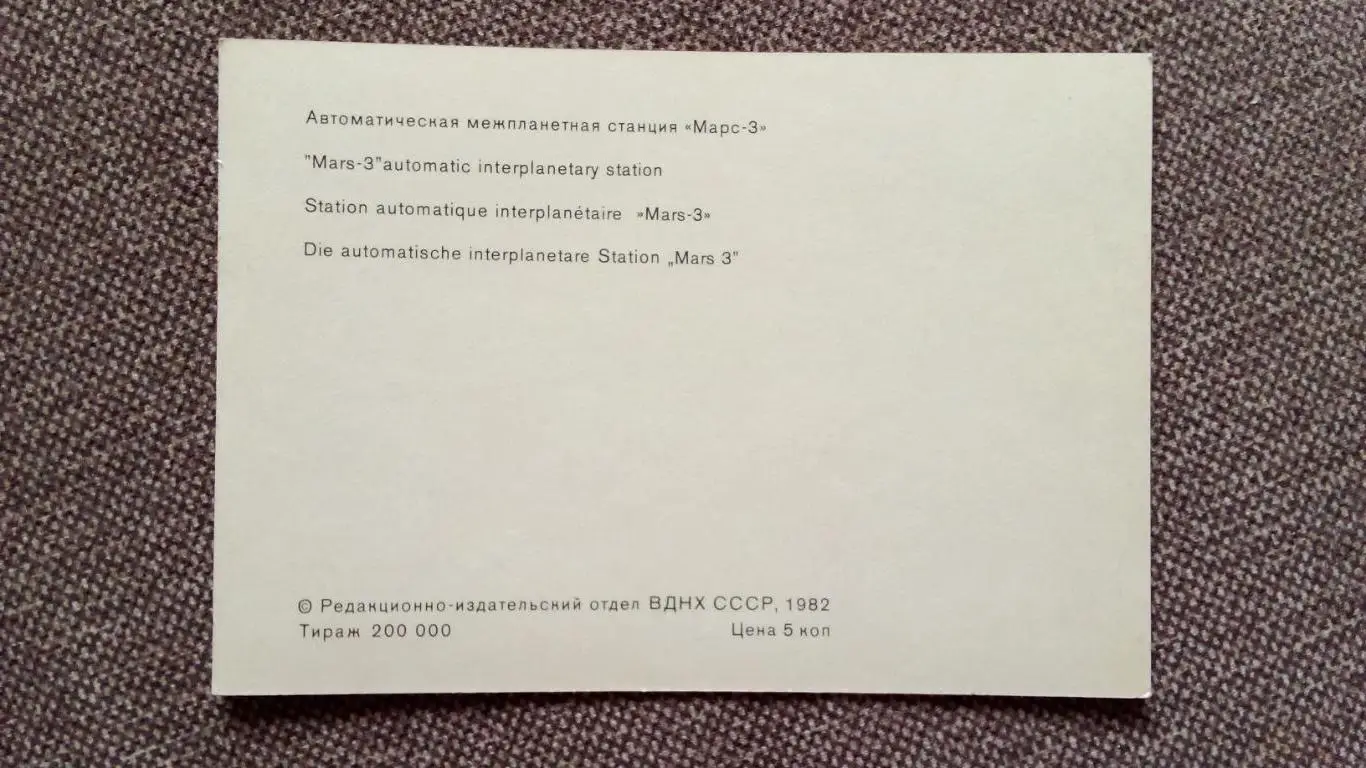 Автоматическая межпланетная станция «Марс-3»
"Mars-3"automatic interplanetary station
Station automatique interplanétaire »Mars-3»
Die automatische interplanetare Station „Mars 3"
© Редакционно-издательский отдел ВДНХ СССР, 1982
Тираж 200 000 Цена 5 коп